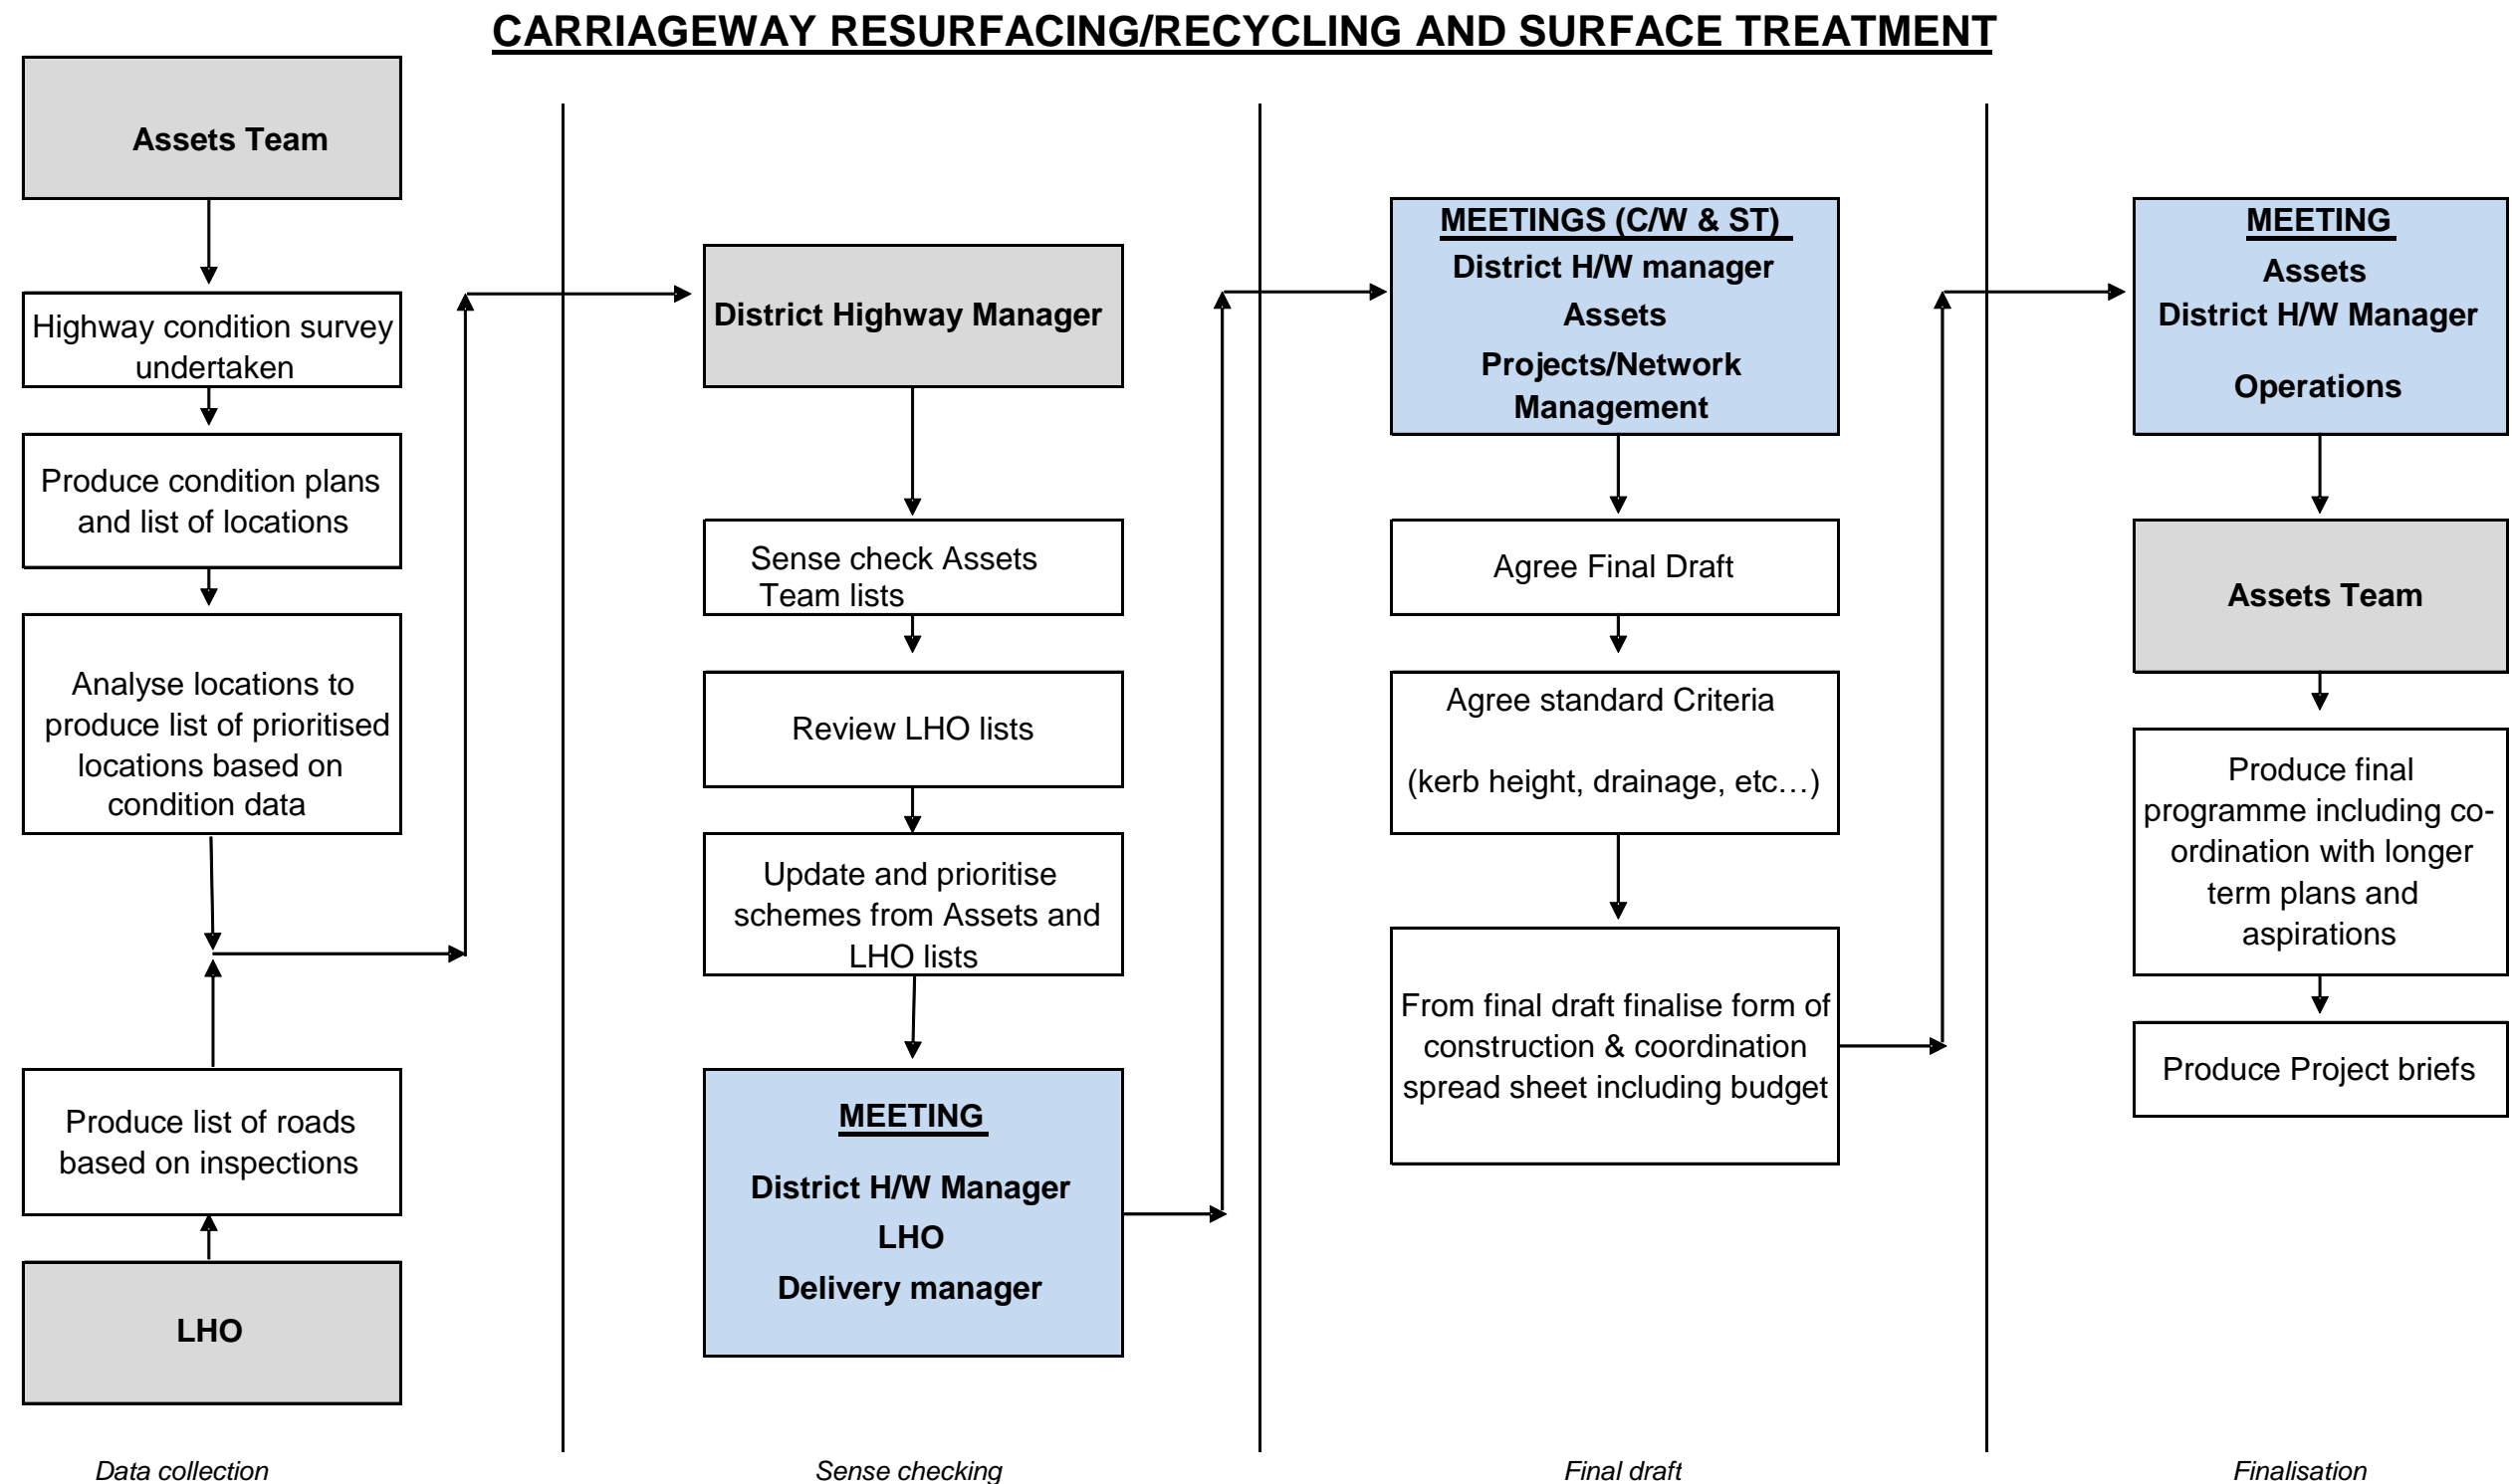 CARRIAGEWAY RESURFACING/RECYCLING AND SURFACE TREATMENT
Assets Team
Highway condition survey
undertaken
Produce condition plans
and list of locations
Analyse locations to
produce list of prioritised
locations based on
condition data
Produce list of roads
based on inspections
LHO
Data collection
District Highway Manager
Sense check Assets
Team lists
Review LHO lists
Update and prioritise
schemes from Assets and
LHO lists
MEETING
District H/W Manager
LHO
Delivery manager
Sense checking
MEETINGS (C/W & ST)
District H/W manager
Assets
Projects/Network
Management
Agree Final Draft
Agree standard Criteria
(kerb height, drainage, etc…)
From final draft finalise form of
construction & coordination
spread sheet including budget
Final draft
MEETING
Assets
District H/W Manager
Operations
Assets Team
Produce final
programme including co-
ordination with longer
term plans and
aspirations
Produce Project briefs
Finalisation